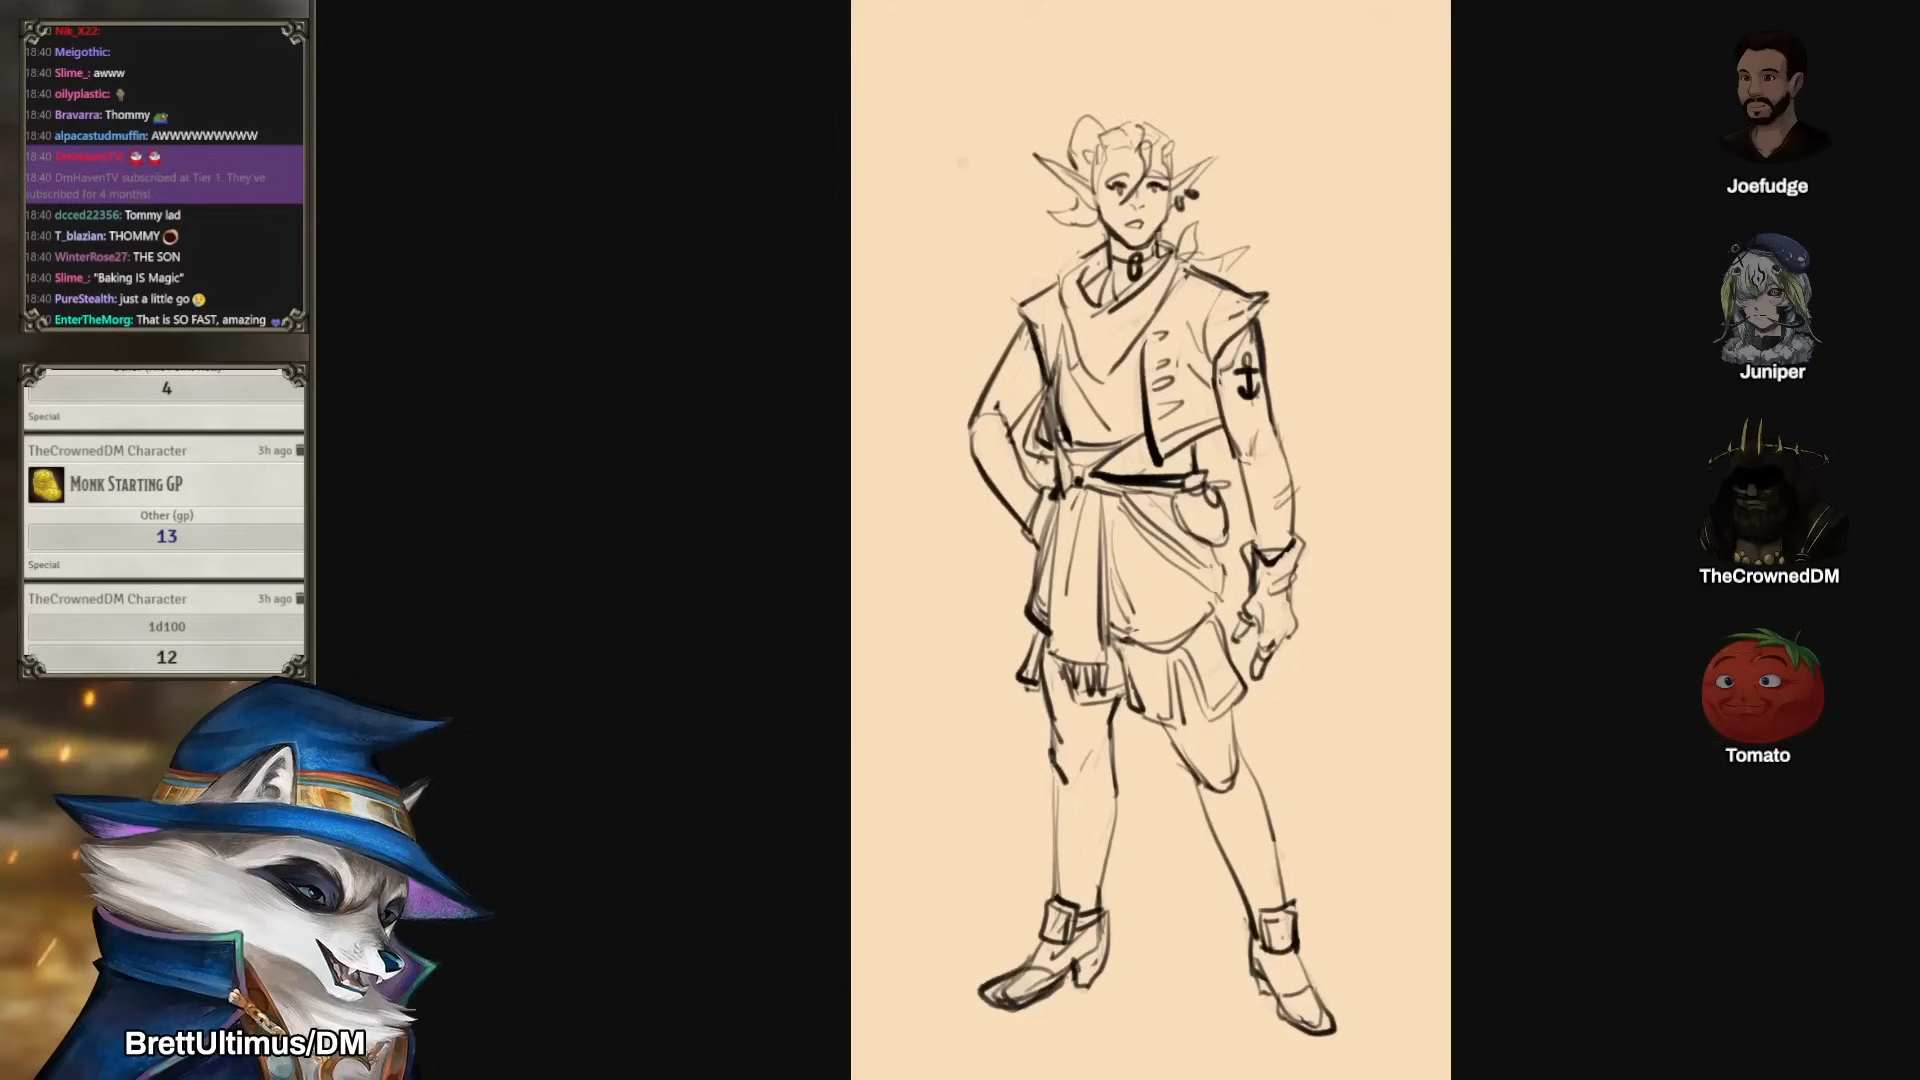 Nik_X22:
18:40 Meigothic:
18:40 Slime_: awww
18:40 oilyplastic:
18:40 Bravarra: Thommy
18:40 alpacastudmuffin: AWWWWWWWWW
18:40 DmHavenTV:
18:40 DmHavenTV subscribed at Tier 1. They've
subscribed for 4 months!
18:40 dcced22356: Tommy lad
18:40 T_blazian: THOMMY
18:40 WinterRose27: THE SON
18:40 Slime_: "Baking IS Magic"
18:40 PureStealth: just a little go
EnterTheMorg: That is SO FAST, amazing
4
Special
TheCrownedDM Character 3h ago
Monk Starting GP
Other (gp)
13
Special
TheCrownedDM Character 3h ago
1d100
12
BrettUltimus/DM
Joefudge
Juniper
TheCrownedDM
Tomato